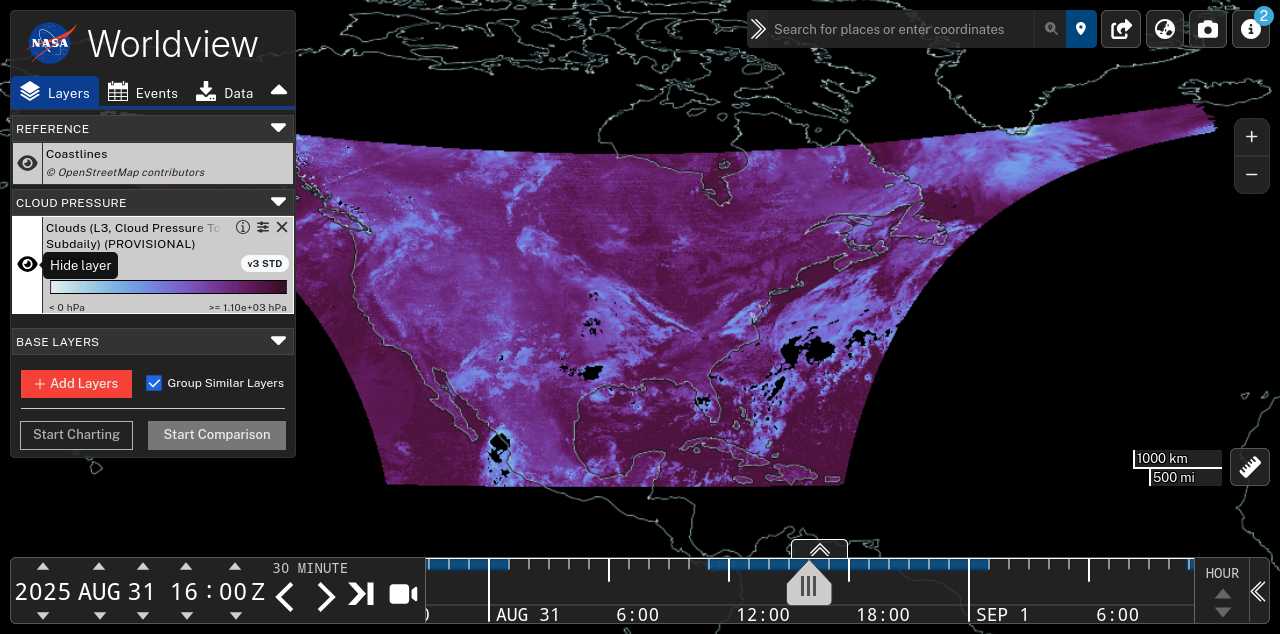 NASA
Worldview
Layers
Events
Data
REFERENCE
Coastlines
© OpenStreetMap contributors
CLOUD PRESSURE
Clouds (L3, Cloud Pressure To
Subdaily) (PROVISIONAL)
Hide layer
v3 STD
< 0 hPa
>= 1.10e+03 hPa
BASE LAYERS
+ Add Layers
Group Similar Layers
Start Charting
Start Comparison
Search for places or enter coordinates
2
+
−
1000 km
500 mi
2025 AUG 31 16 : 00 Z
30 MINUTE
AUG 31
6:00
12:00
18:00
SEP 1
6:00
HOUR